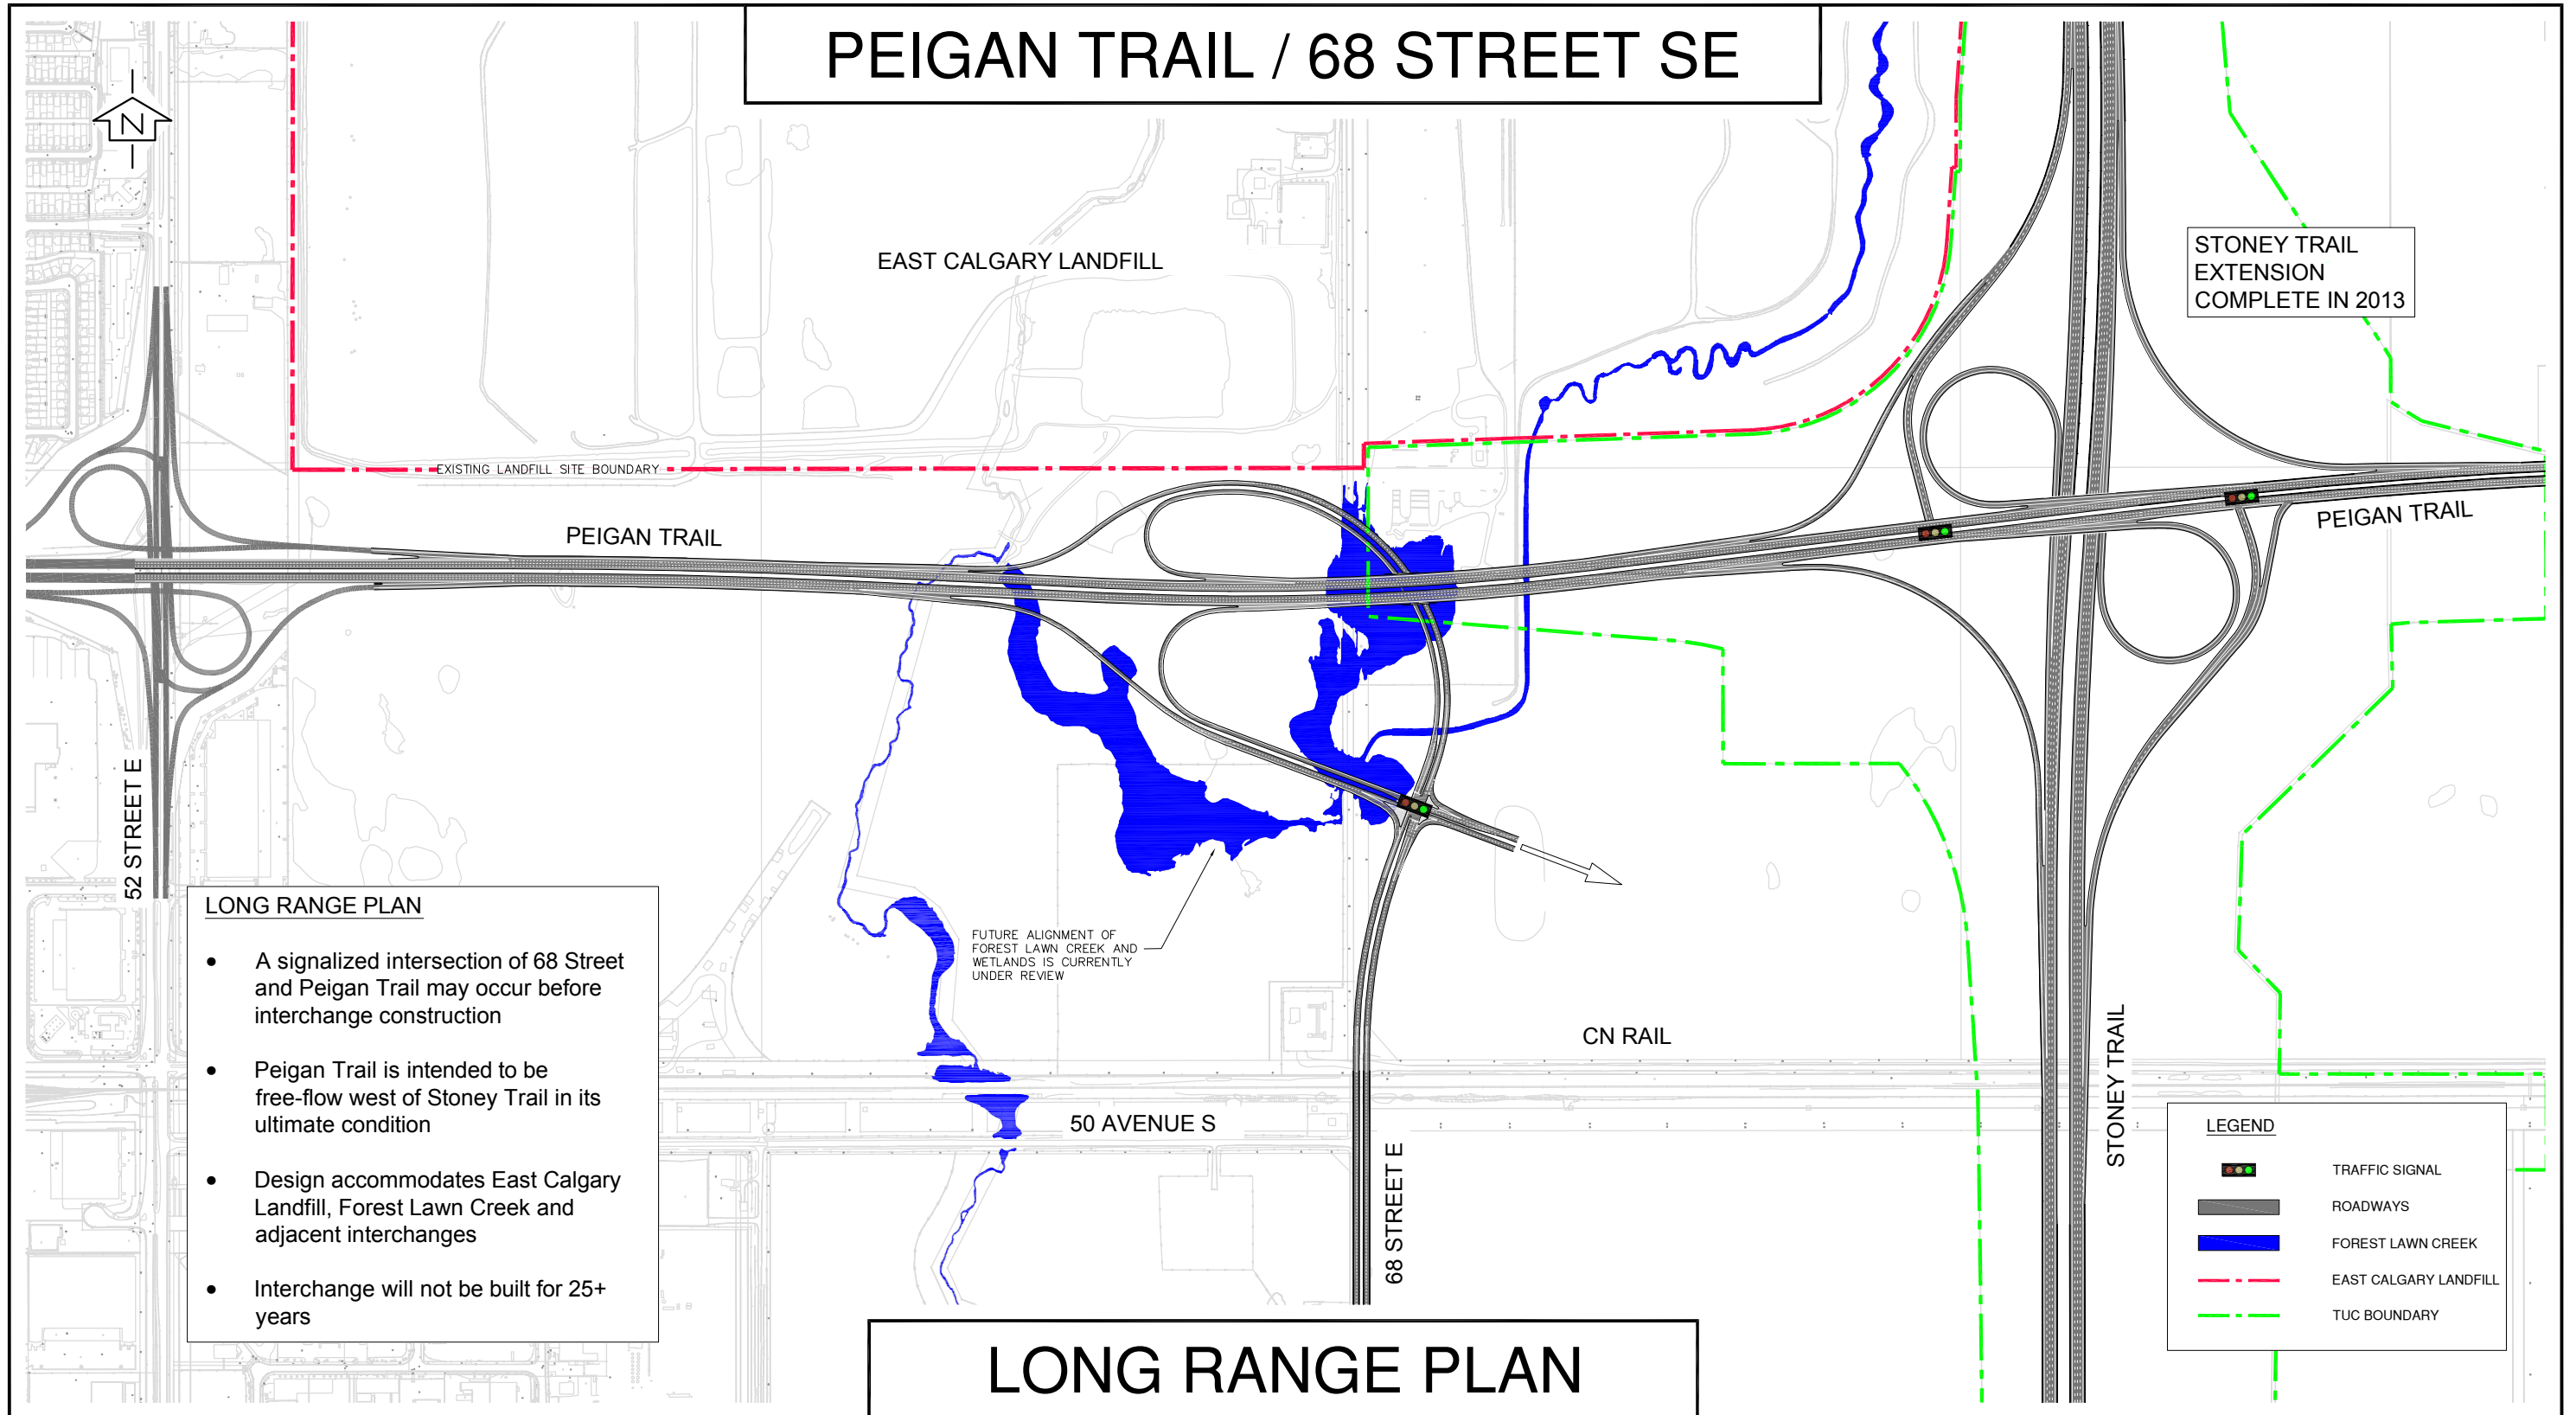 PEIGAN TRAIL / 68 STREET SE
N
EAST CALGARY LANDFILL
STONEY TRAIL
EXTENSION
COMPLETE IN 2013
EXISTING LANDFILL SITE BOUNDARY
PEIGAN TRAIL
PEIGAN TRAIL
52 STREET E
LONG RANGE PLAN
• A signalized intersection of 68 Street
and Peigan Trail may occur before
interchange construction
• Peigan Trail is intended to be
free-flow west of Stoney Trail in its
ultimate condition
• Design accommodates East Calgary
Landfill, Forest Lawn Creek and
adjacent interchanges
• Interchange will not be built for 25+
years
FUTURE ALIGNMENT OF
FOREST LAWN CREEK AND
WETLANDS IS CURRENTLY
UNDER REVIEW
CN RAIL
50 AVENUE S
68 STREET E
STONEY TRAIL
LEGEND
TRAFFIC SIGNAL
ROADWAYS
FOREST LAWN CREEK
EAST CALGARY LANDFILL
TUC BOUNDARY
LONG RANGE PLAN